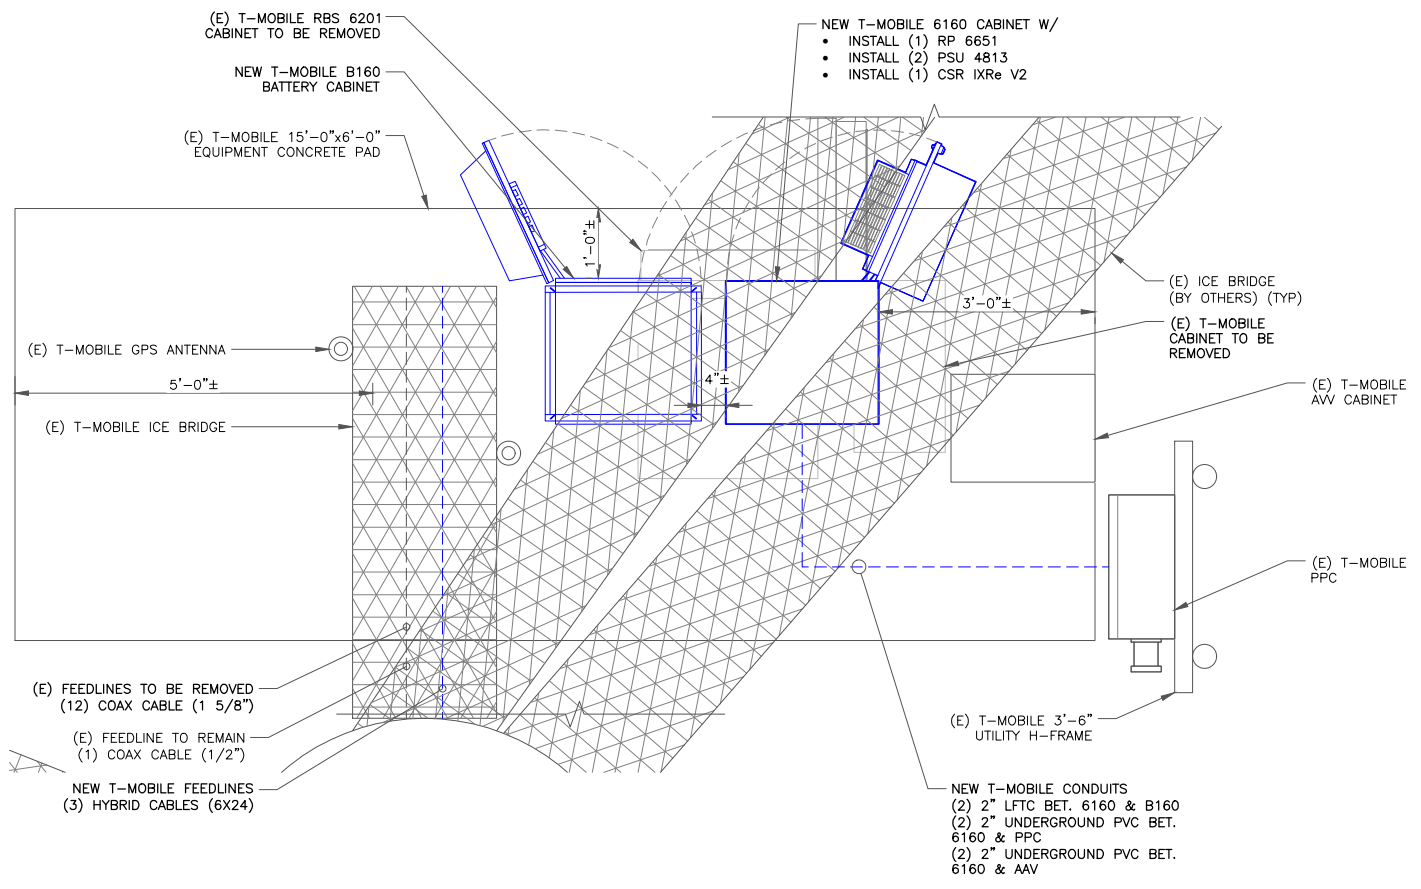 (E) T-MOBILE RBS 6201
CABINET TO BE REMOVED
NEW T-MOBILE 6160 CABINET W/
• INSTALL (1) RP 6651
• INSTALL (2) PSU 4813
• INSTALL (1) CSR IXRe V2
NEW T-MOBILE B160
BATTERY CABINET
(E) T-MOBILE 15'-0"x6'-0"
EQUIPMENT CONCRETE PAD
1'-0"±
(E) ICE BRIDGE
(BY OTHERS) (TYP)
3'-0"±
(E) T-MOBILE
CABINET TO BE
REMOVED
(E) T-MOBILE GPS ANTENNA
5'-0"±
4"±
(E) T-MOBILE
AVV CABINET
(E) T-MOBILE ICE BRIDGE
(E) T-MOBILE
PPC
(E) FEEDLINES TO BE REMOVED
(12) COAX CABLE (1 5/8")
(E) FEEDLINE TO REMAIN
(1) COAX CABLE (1/2")
(E) T-MOBILE 3'-6"
UTILITY H-FRAME
NEW T-MOBILE FEEDLINES
(3) HYBRID CABLES (6X24)
NEW T-MOBILE CONDUITS
(2) 2" LFTC BET. 6160 & B160
(2) 2" UNDERGROUND PVC BET.
6160 & PPC
(2) 2" UNDERGROUND PVC BET.
6160 & AAV